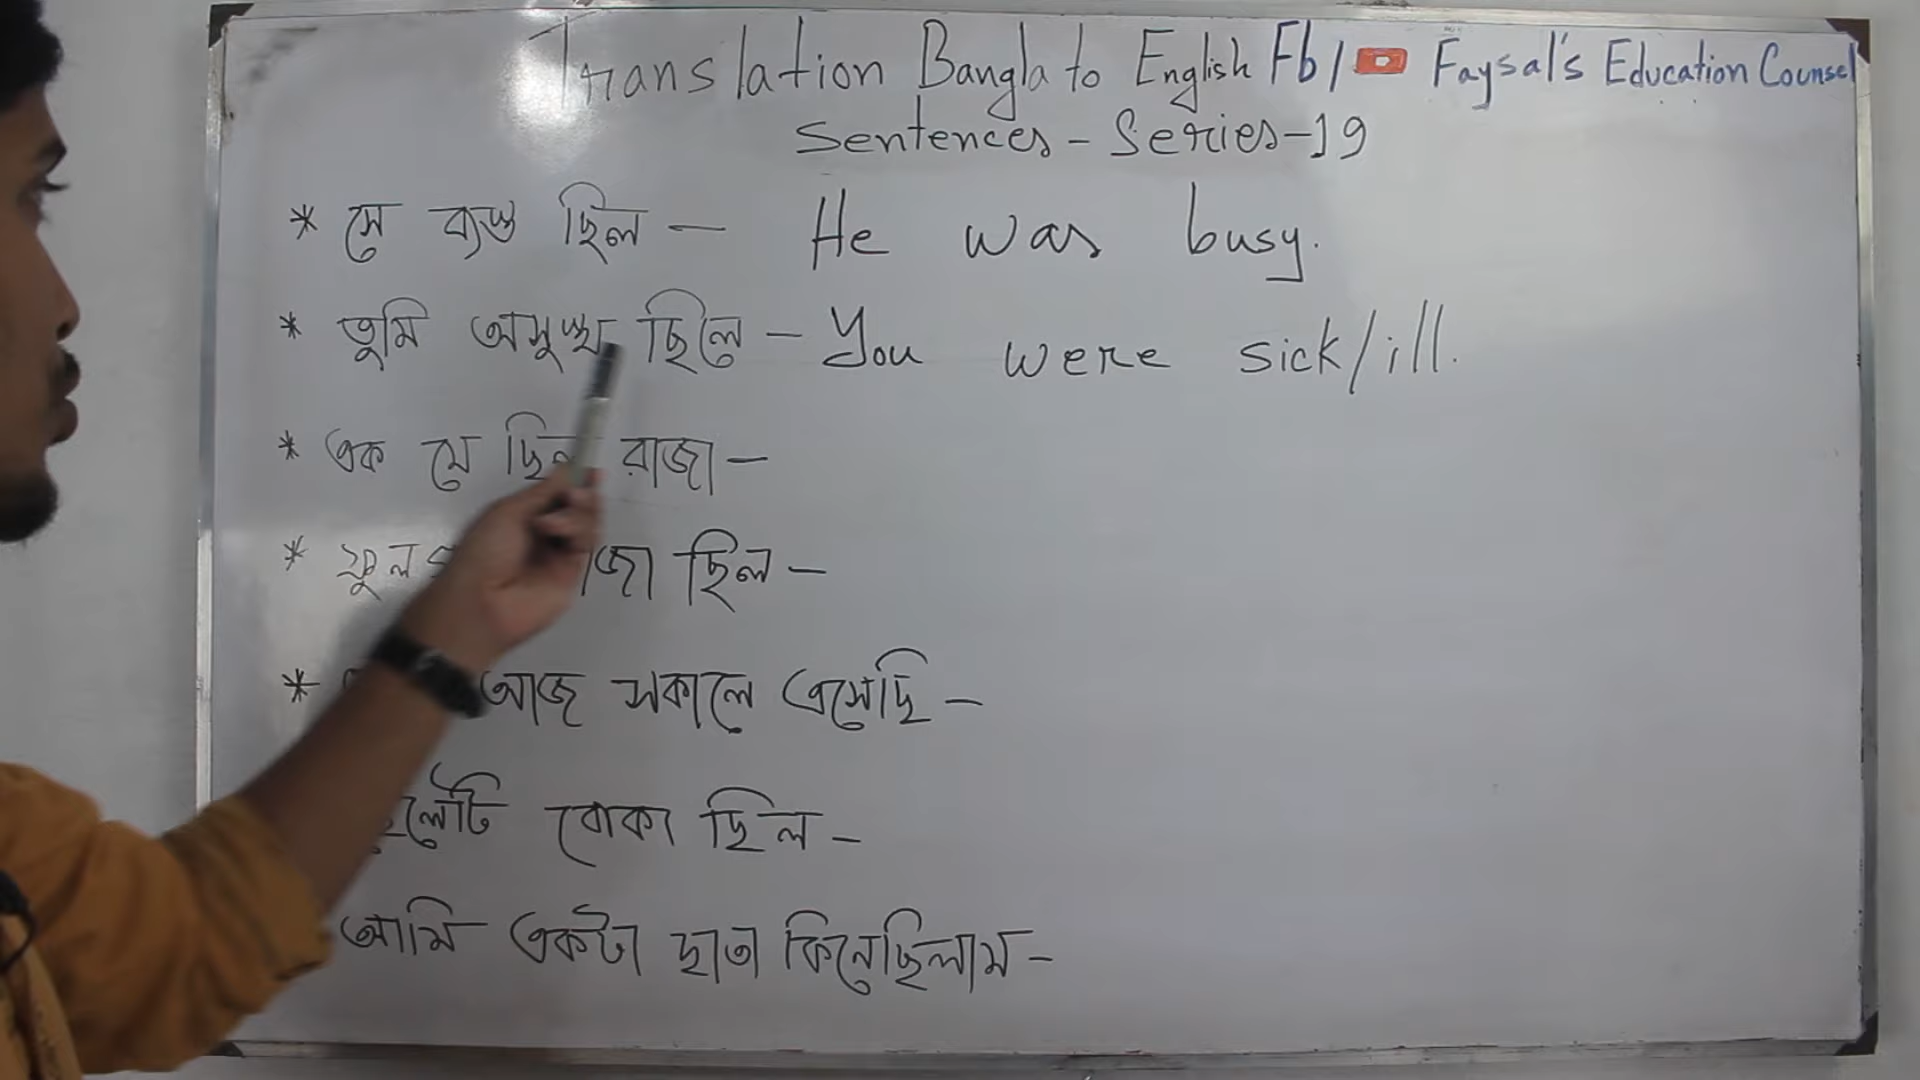 Translation Bangla to English Fb/ Faysal's Education Counsel
Sentences - Series-19
* সে ব্যস্ত ছিল — He was busy.
* তুমি অসুস্থ ছিলে — You were sick/ill.
* এক যে ছিল রাজা —
* ছিল —
* আজ সকালে এসেছি —
বোকা ছিল —
আমি একটা ছাতা কিনেছিলাম —